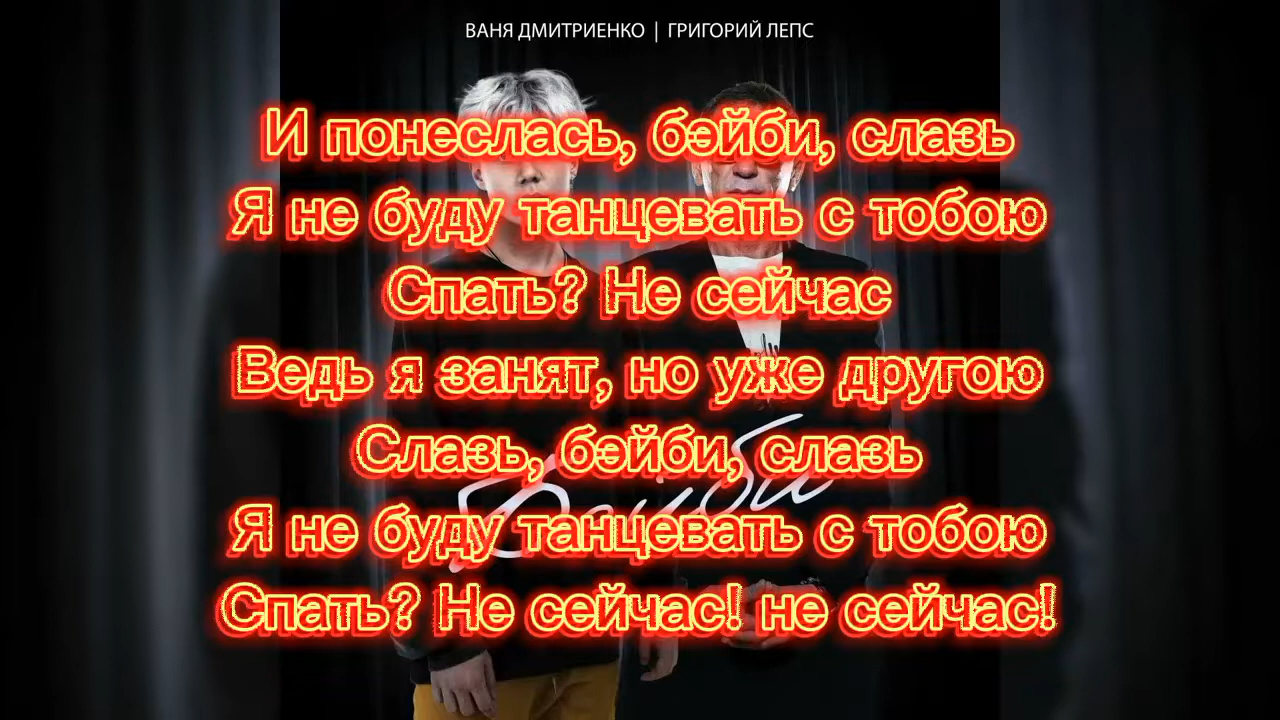 ВАНЯ ДМИТРИЕНКО | ГРИГОРИЙ ЛЕПС
И понеслась, бэйби, слазь
Я не буду танцевать с тобою
Спать? Не сейчас
Ведь я занят, но уже другою
Слазь, бэйби, слазь
Я не буду танцевать с тобою
Спать? Не сейчас! не сейчас!